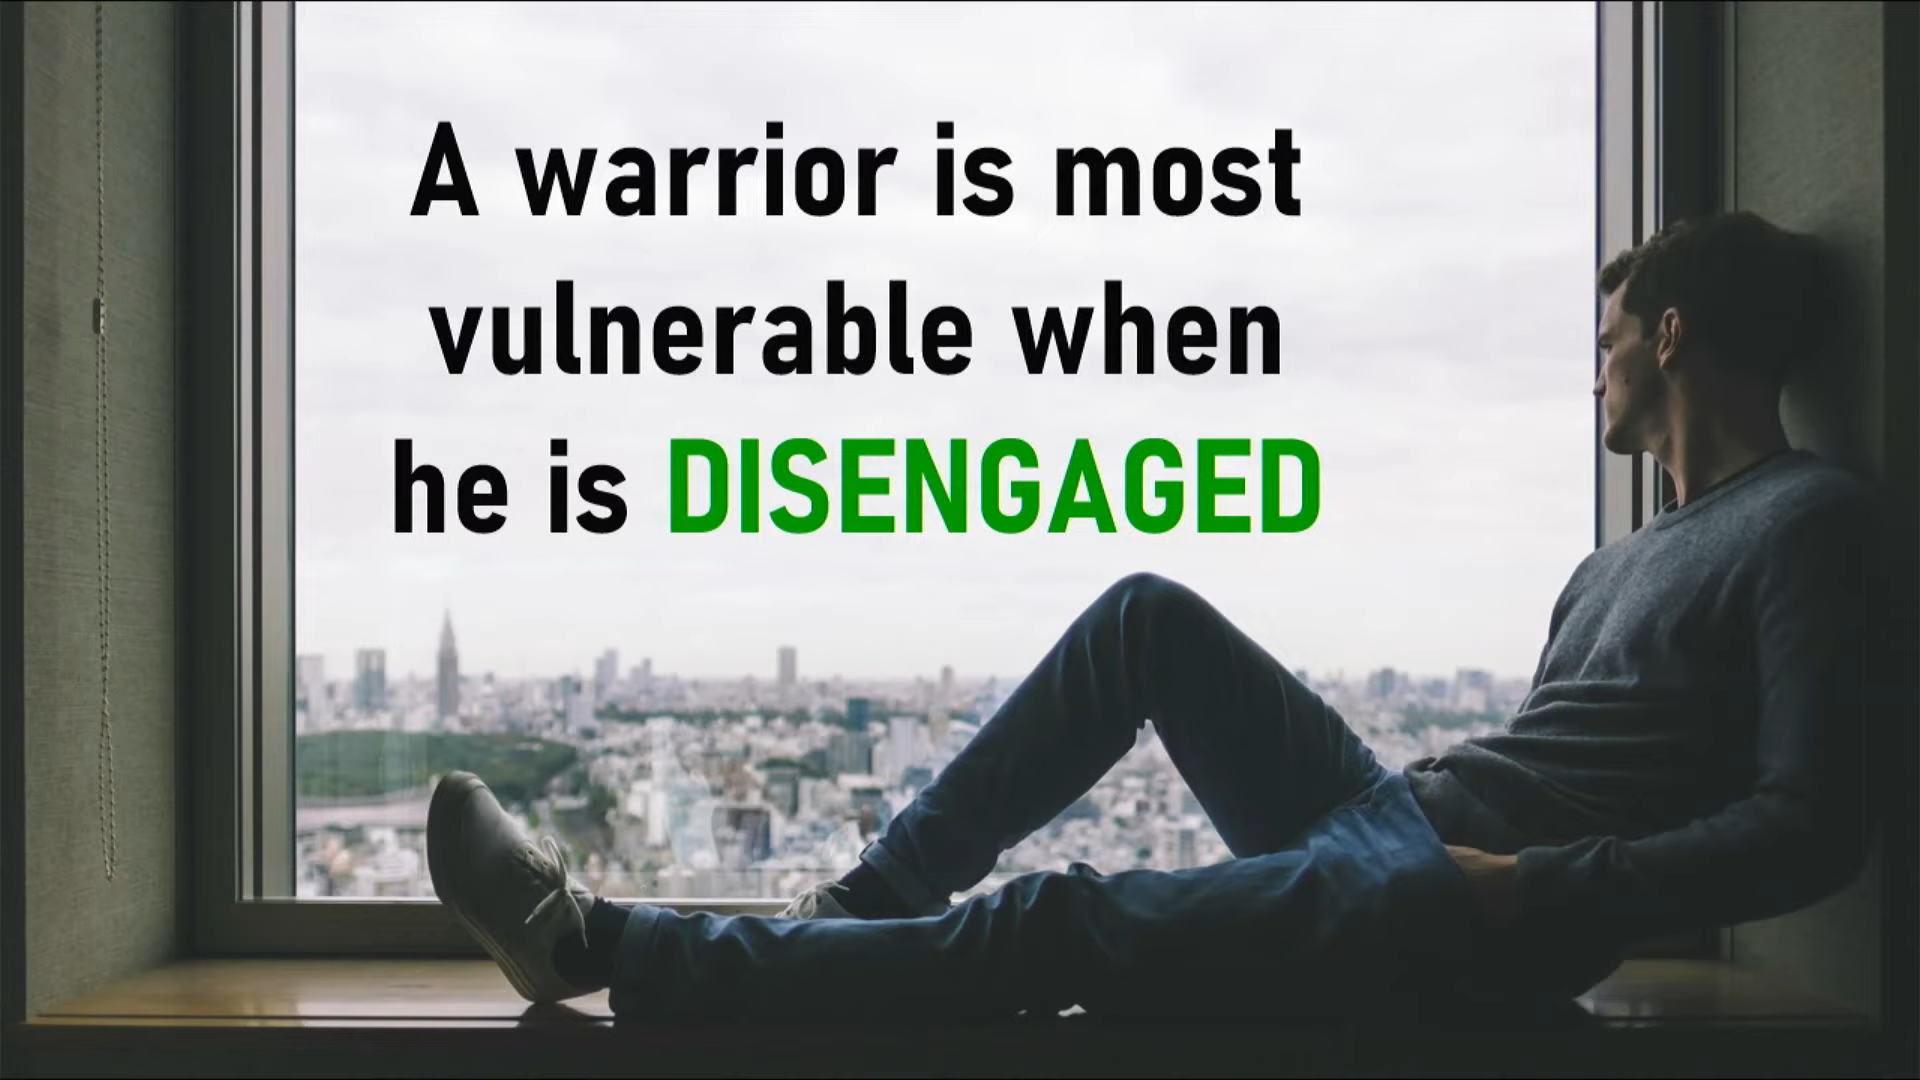 A warrior is most
vulnerable when
he is DISENGAGED